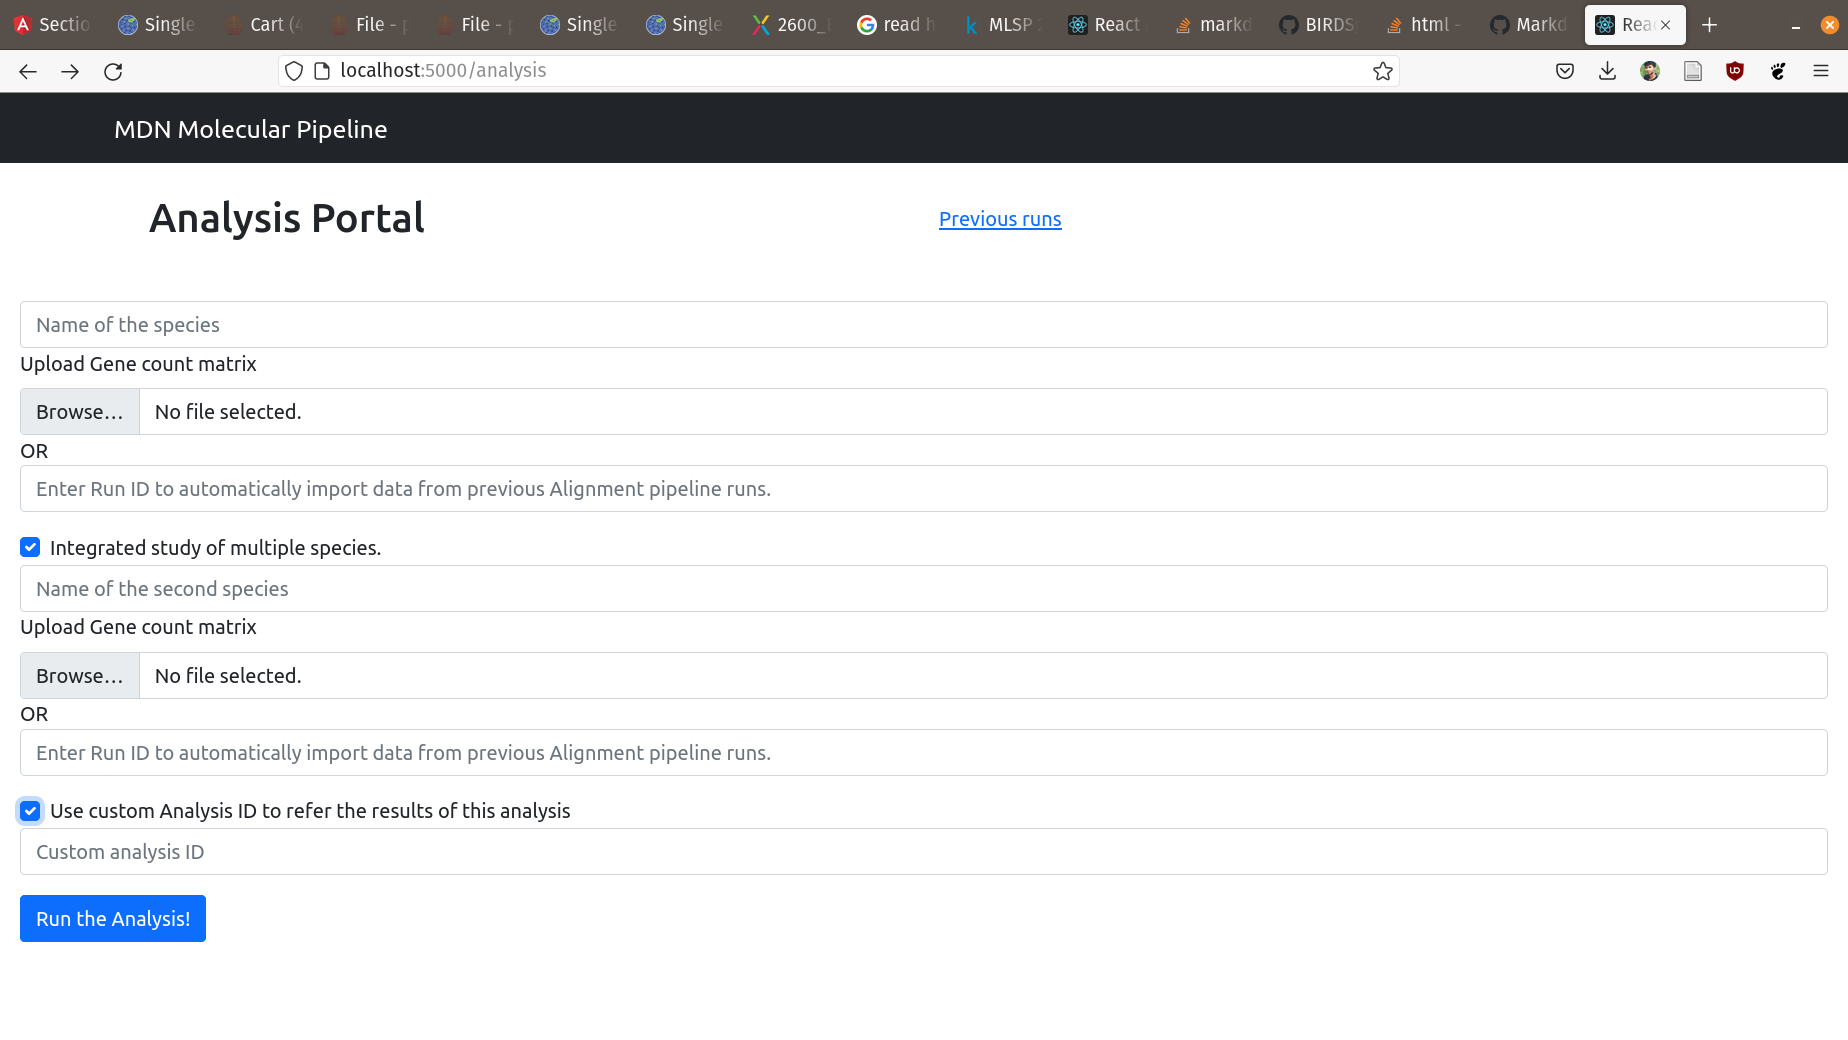 Sectio
Single
Cart (4
File - p
File - p
Single
Single
2600_
read h
MLSP
React
markd
BIRDS
html -
Markd
Rea
localhost:5000/analysis
MDN Molecular Pipeline
Analysis Portal
Previous runs
Name of the species
Upload Gene count matrix
Browse… No file selected.
OR
Enter Run ID to automatically import data from previous Alignment pipeline runs.
Integrated study of multiple species.
Name of the second species
Upload Gene count matrix
Browse… No file selected.
OR
Enter Run ID to automatically import data from previous Alignment pipeline runs.
Use custom Analysis ID to refer the results of this analysis
Custom analysis ID
Run the Analysis!